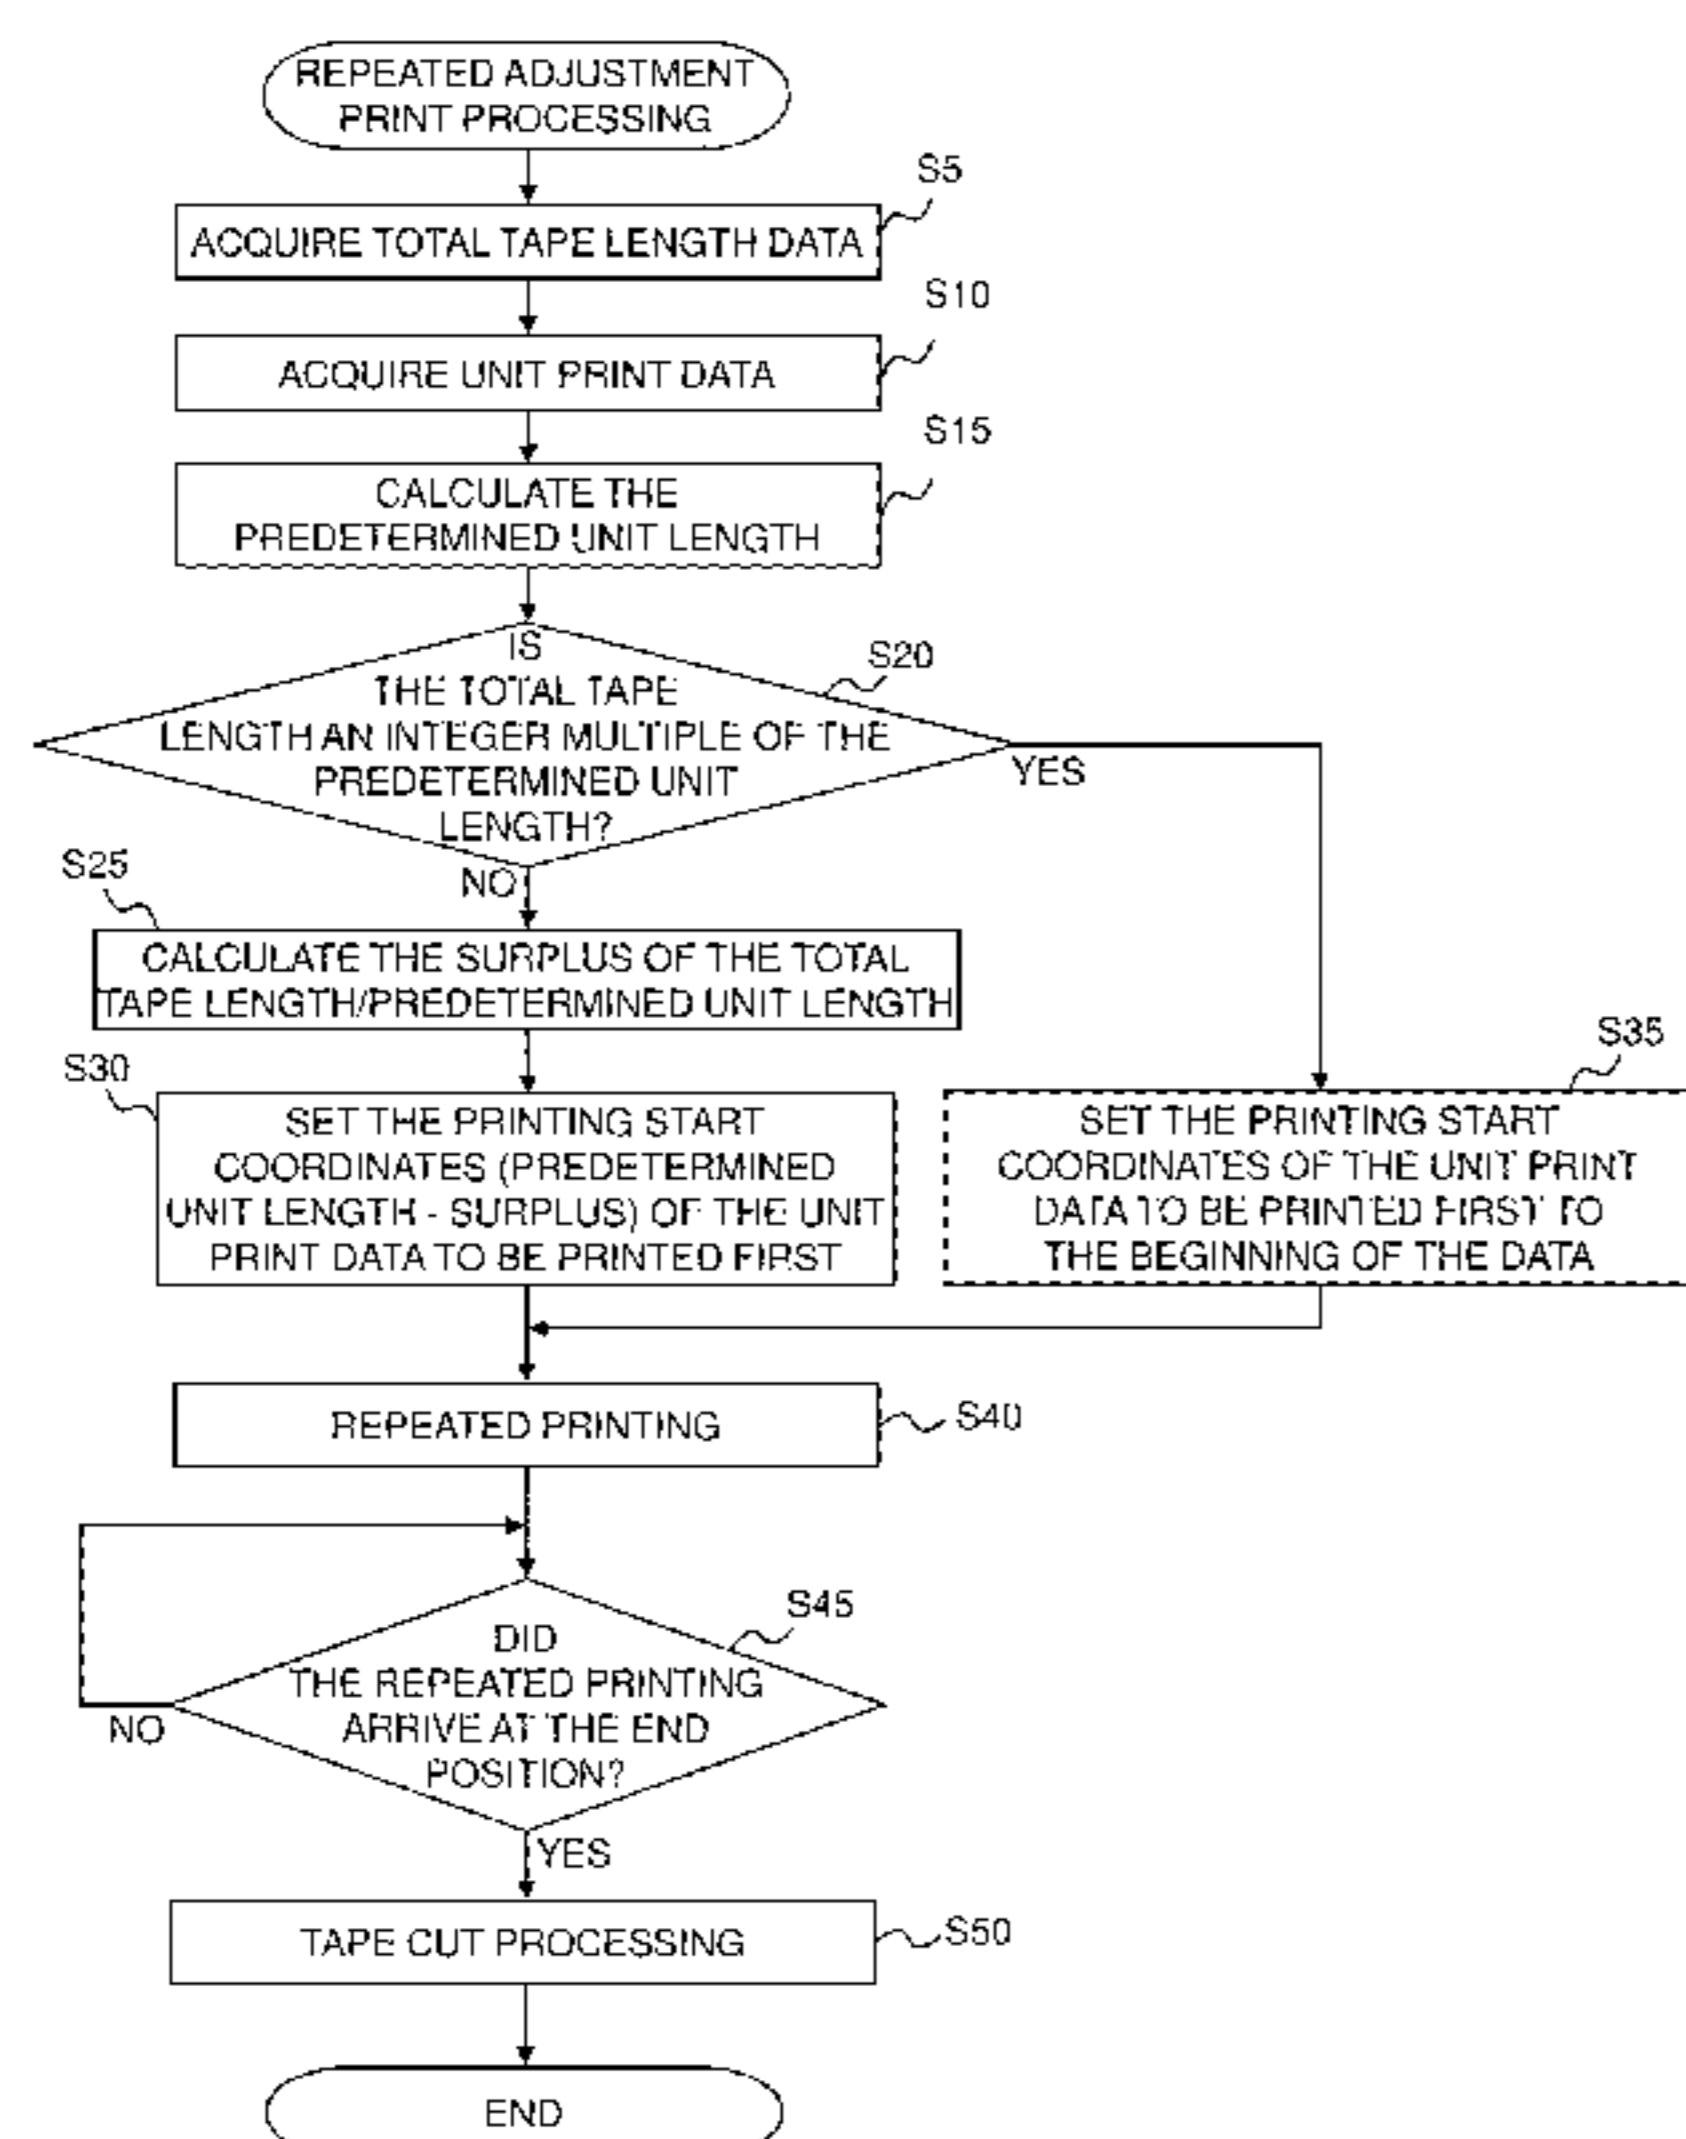 REPEATED ADJUSTMENT
PRINT PROCESSING
S5
ACQUIRE TOTAL TAPE LENGTH DATA
S10
ACQUIRE UNIT PRINT DATA
S15
CALCULATE THE
PREDETERMINED UNIT LENGTH
S20
IS
THE TOTAL TAPE
LENGTH AN INTEGER MULTIPLE OF THE
PREDETERMINED UNIT
LENGTH?
YES
NO
S25
CALCULATE THE SURPLUS OF THE TOTAL
TAPE LENGTH/PREDETERMINED UNIT LENGTH
S30
SET THE PRINTING START
COORDINATES (PREDETERMINED
UNIT LENGTH - SURPLUS) OF THE UNIT
PRINT DATA TO BE PRINTED FIRST
S35
SET THE PRINTING START
COORDINATES OF THE UNIT PRINT
DATA TO BE PRINTED FIRST TO
THE BEGINNING OF THE DATA
REPEATED PRINTING
S40
S45
DID
THE REPEATED PRINTING
ARRIVE AT THE END
POSITION?
NO
YES
TAPE CUT PROCESSING
S50
END